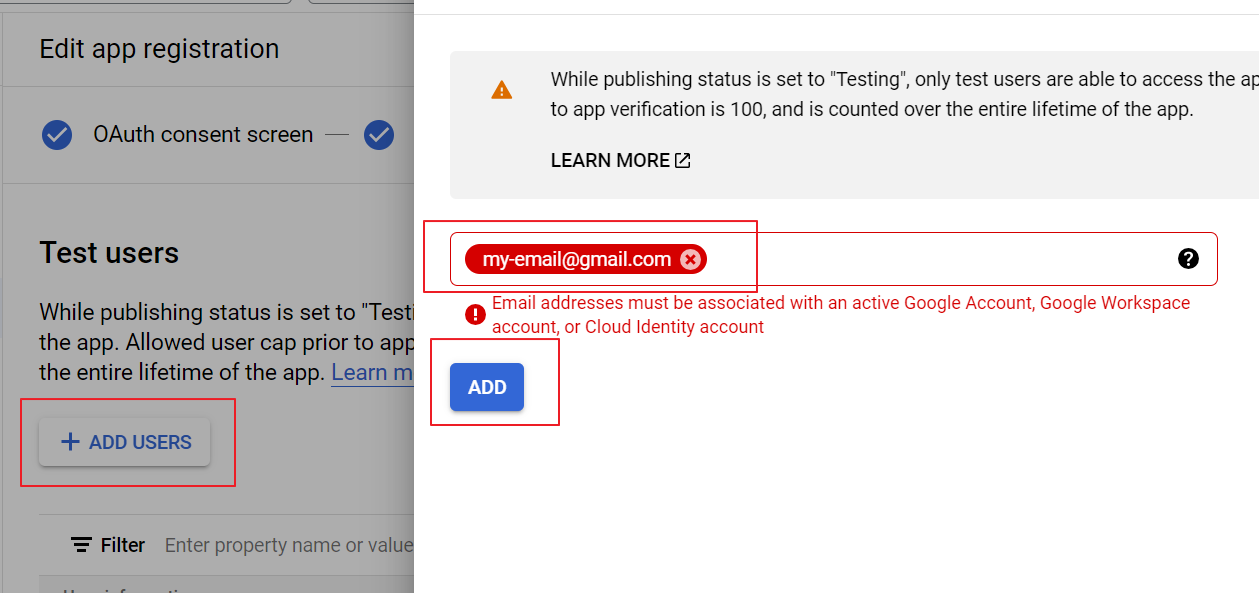 Edit app registration
OAuth consent screen
Test users
While publishing status is set to "Testi
the app. Allowed user cap prior to app
the entire lifetime of the app. Learn m
ADD USERS
Filter Enter property name or value
While publishing status is set to "Testing", only test users are able to access the ap
to app verification is 100, and is counted over the entire lifetime of the app.
LEARN MORE
my-email@gmail.com
Email addresses must be associated with an active Google Account, Google Workspace
account, or Cloud Identity account
ADD